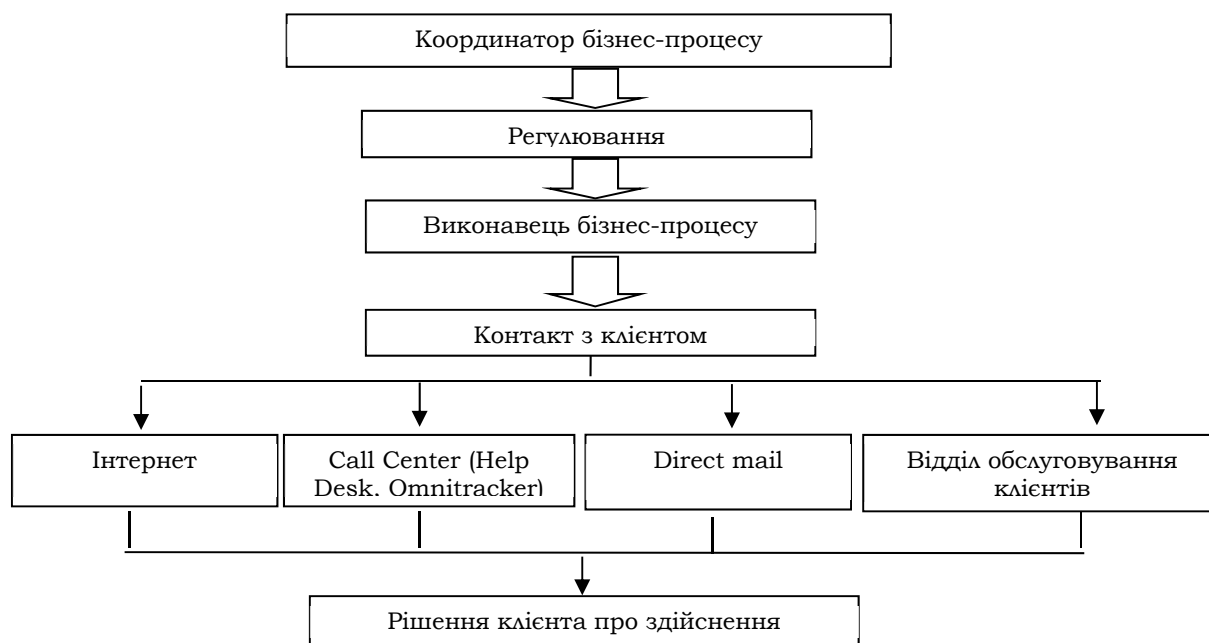 Координатор бізнес-процесу
Регулювання
Виконавець бізнес-процесу
Контакт з клієнтом
Інтернет
Call Center (Help
Desk, Omnitracker)
Direct mail
Відділ обслуговування
клієнтів
Рішення клієнта про здійснення